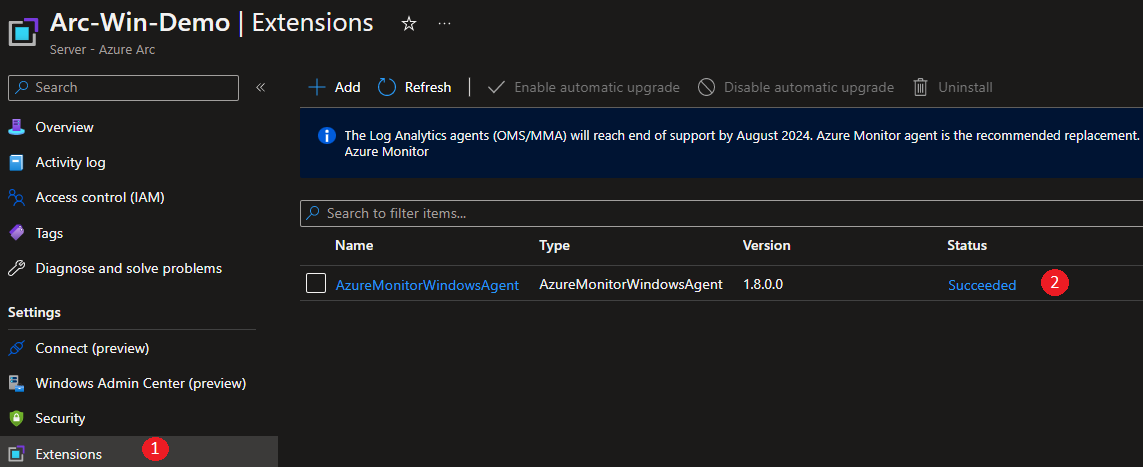 Arc-Win-Demo | Extensions ☆ ...
Server - Azure Arc
Search «
Overview
Activity log
Access control (IAM)
Tags
Diagnose and solve problems
Settings
Connect (preview)
Windows Admin Center (preview)
Security
Extensions 1
+ Add Refresh | Enable automatic upgrade Disable automatic upgrade Uninstall
The Log Analytics agents (OMS/MMA) will reach end of support by August 2024. Azure Monitor agent is the recommended replacement.
Azure Monitor
Search to filter items...
Name Type Version Status
AzureMonitorWindowsAgent AzureMonitorWindowsAgent 1.8.0.0 Succeeded 2